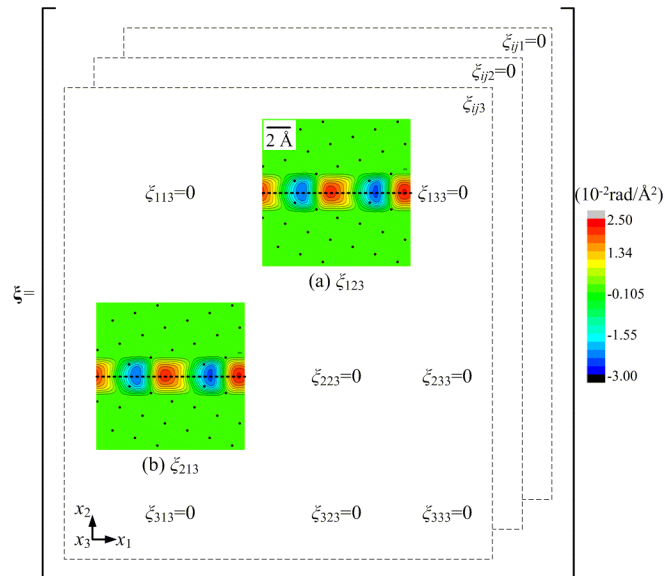 ξij1=0
ξij2=0
ξij3
2 Å
ξ113=0
ξ133=0
(a) ξ123
(10-2rad/Å2)
2.50
1.34
-0.105
-1.55
-3.00
ξ=
ξ223=0
ξ233=0
(b) ξ213
ξ313=0
ξ323=0
ξ333=0
x2
x3
x1